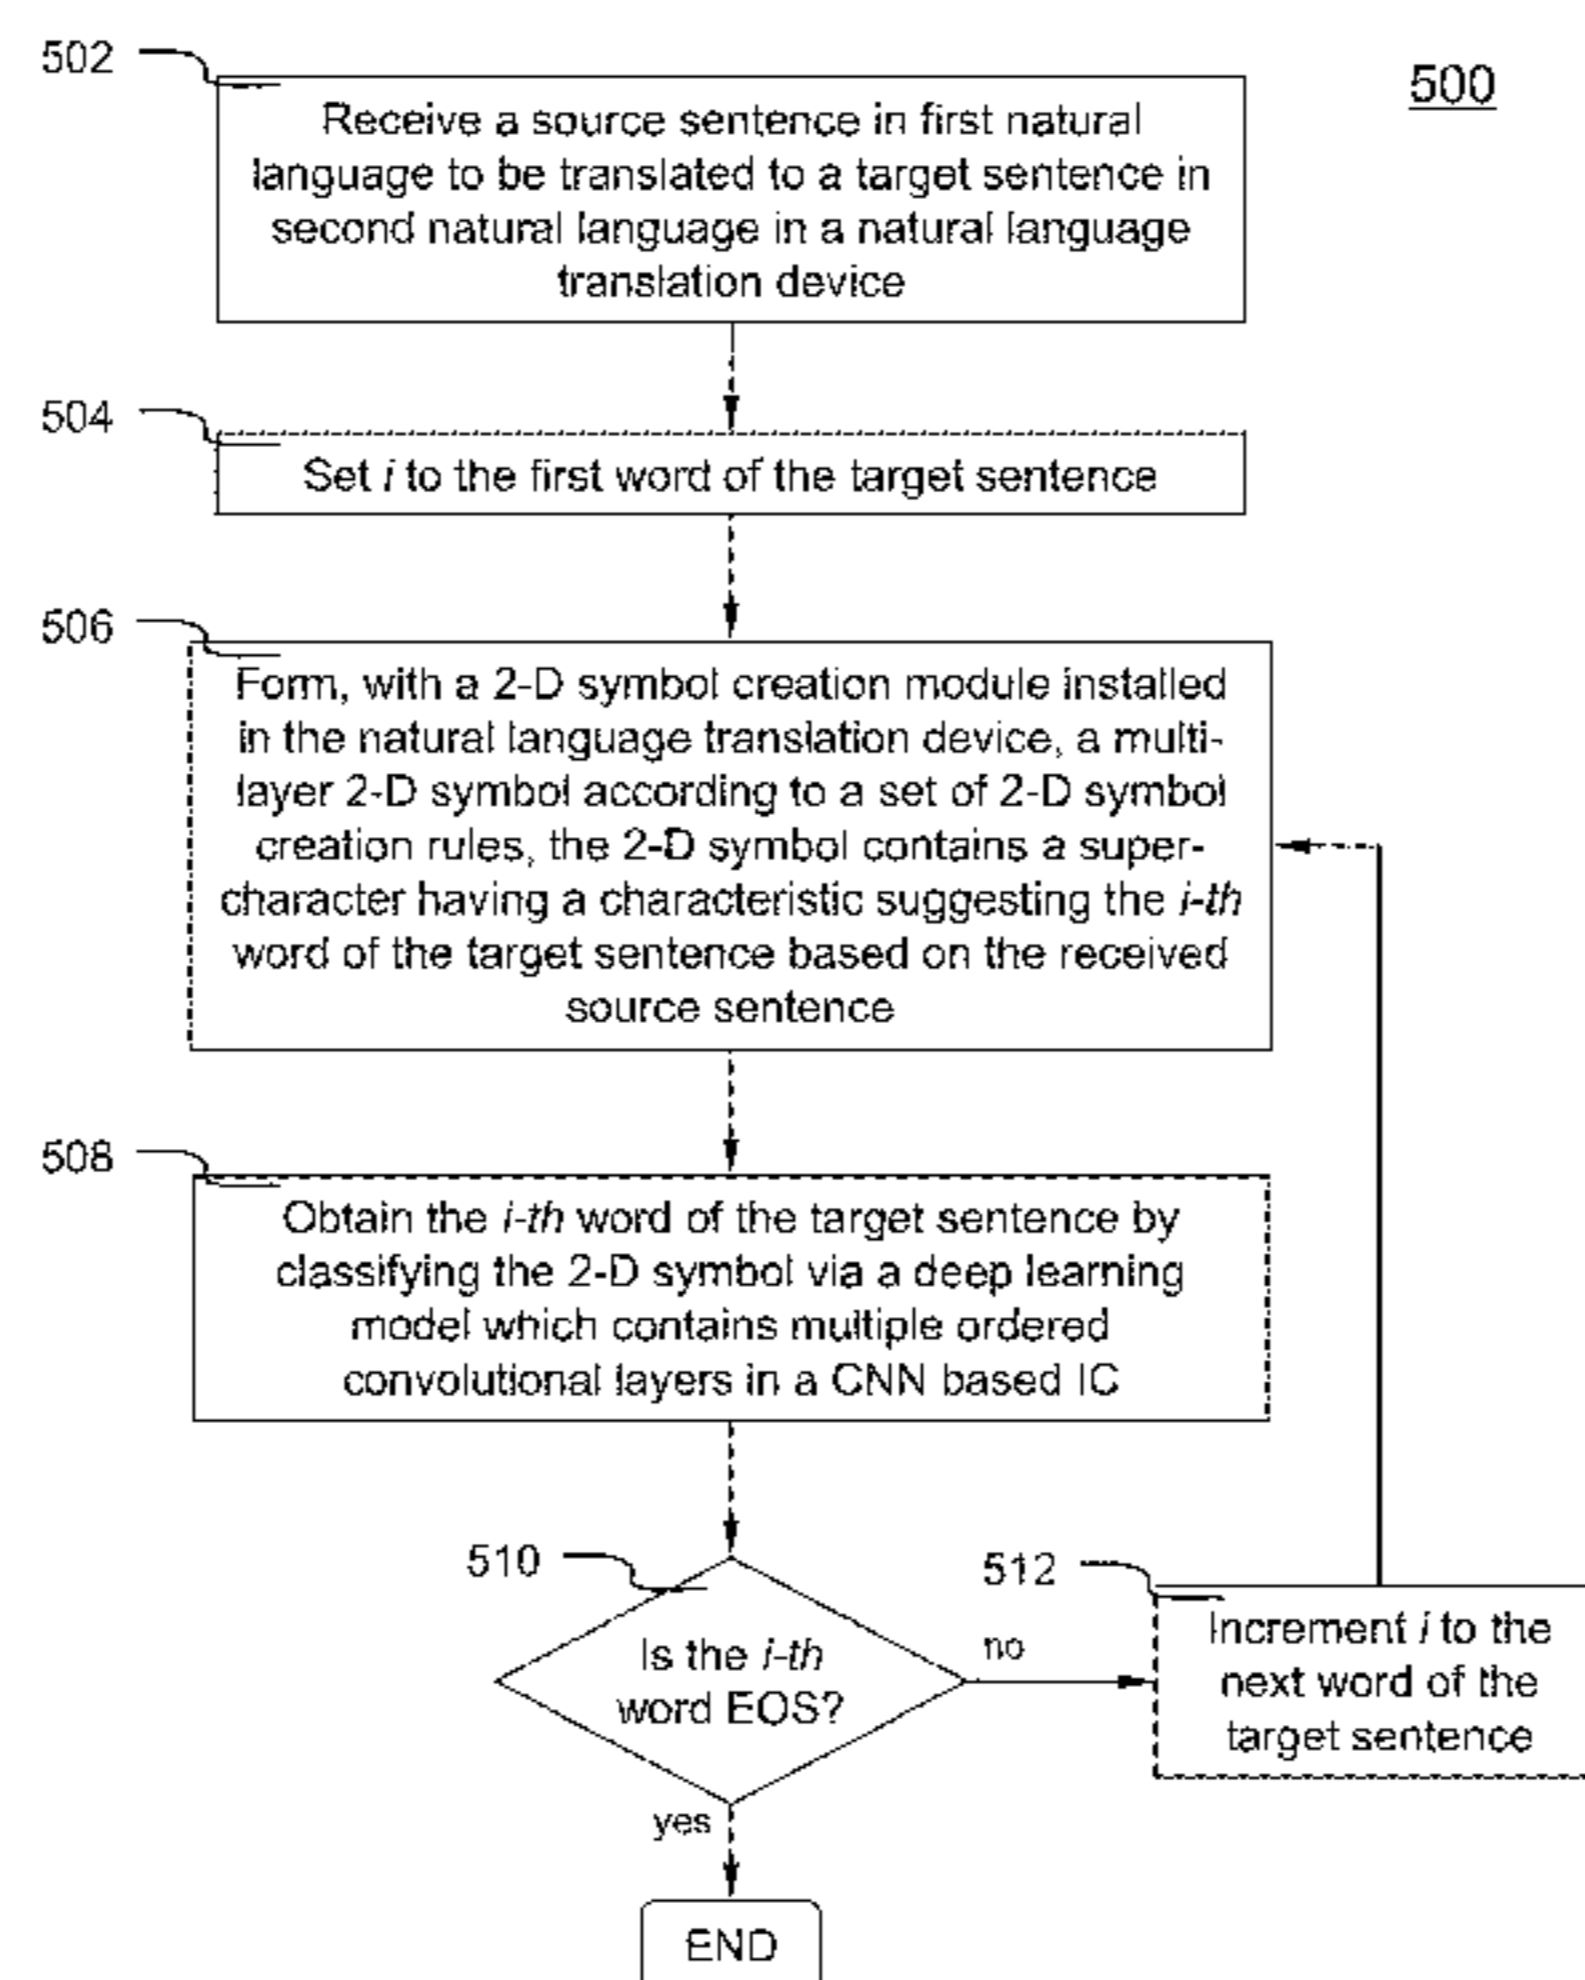 500
502
Receive a source sentence in first natural
language to be translated to a target sentence in
second natural language in a natural language
translation device
504
Set i to the first word of the target sentence
506
Form, with a 2-D symbol creation module installed
in the natural language translation device, a multi-
layer 2-D symbol according to a set of 2-D symbol
creation rules, the 2-D symbol contains a super-
character having a characteristic suggesting the i-th
word of the target sentence based on the received
source sentence
508
Obtain the i-th word of the target sentence by
classifying the 2-D symbol via a deep learning
model which contains multiple ordered
convolutional layers in a CNN based IC
510
Is the i-th
word EOS?
no
512
Increment i to the
next word of the
target sentence
yes
END